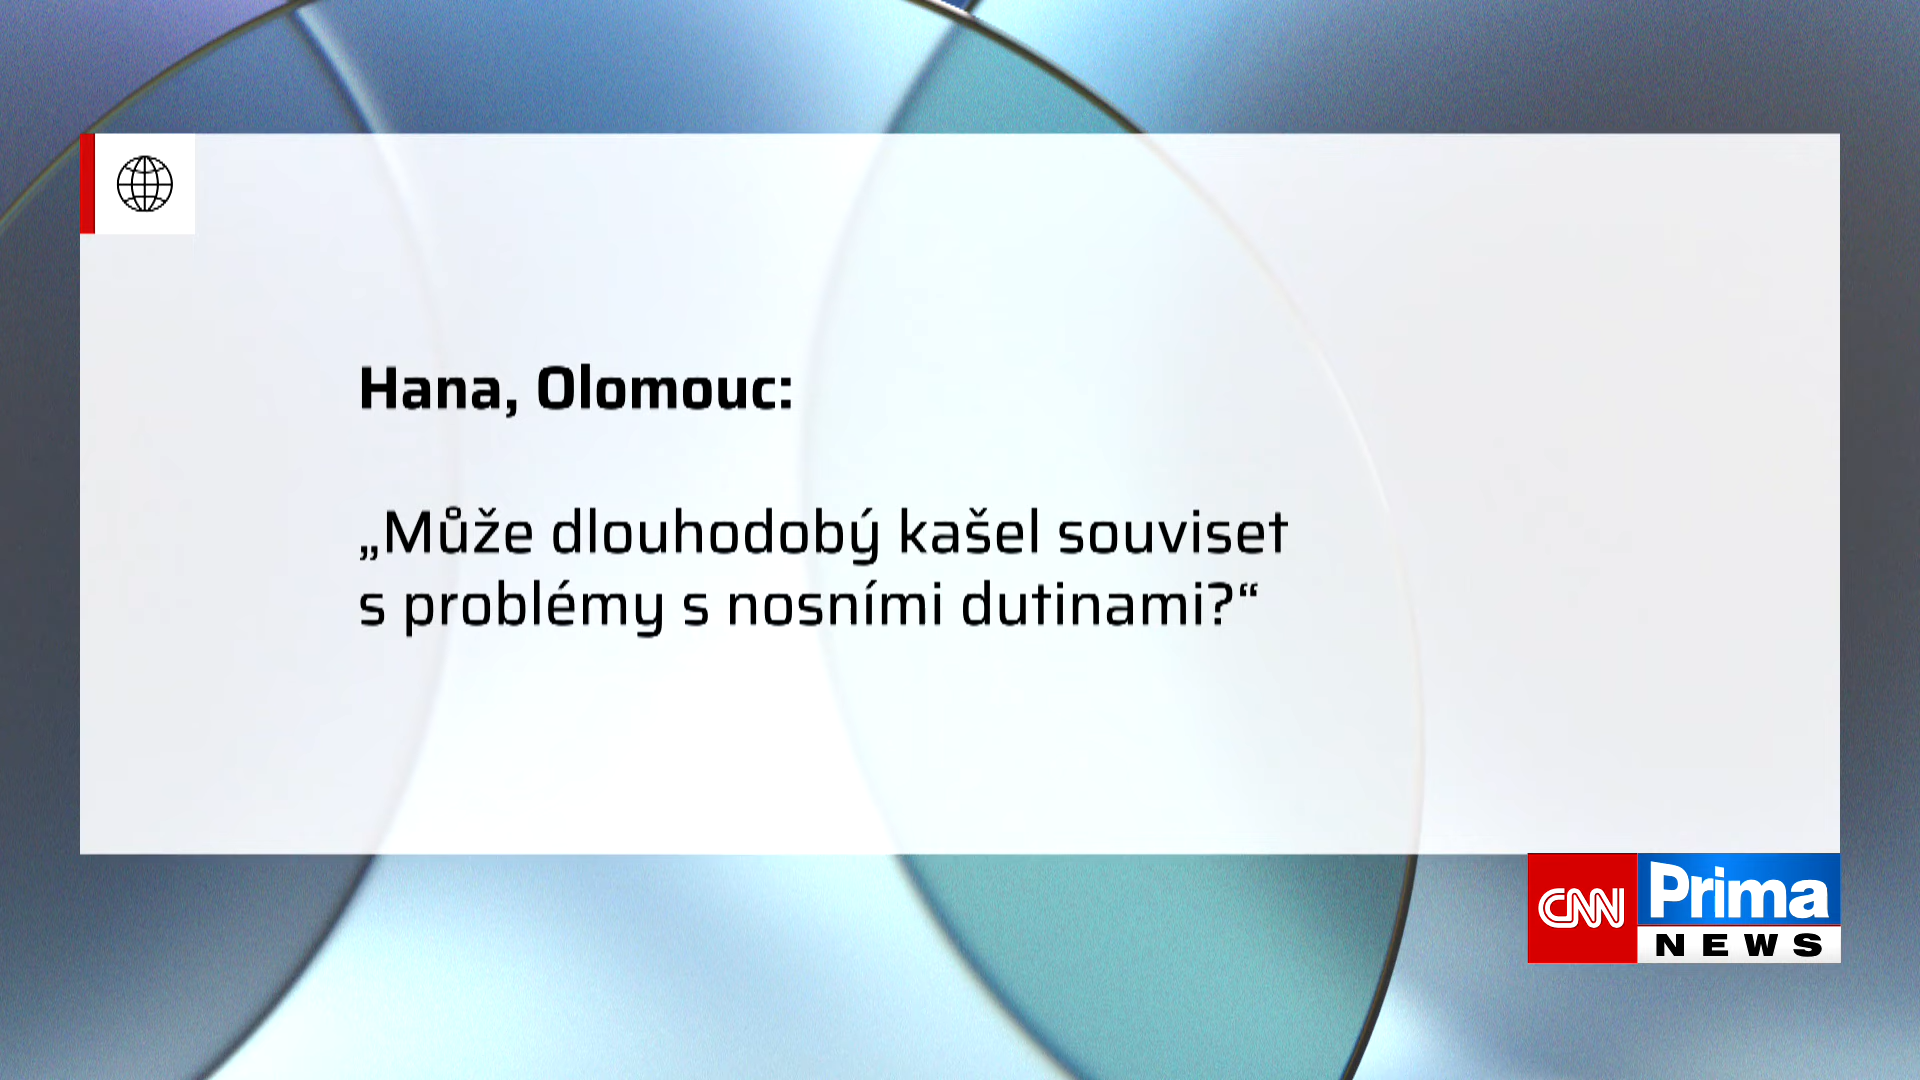 Hana, Olomouc:
„Může dlouhodobý kašel souviset
s problémy s nosními dutinami?“
CNN Prima
NEWS